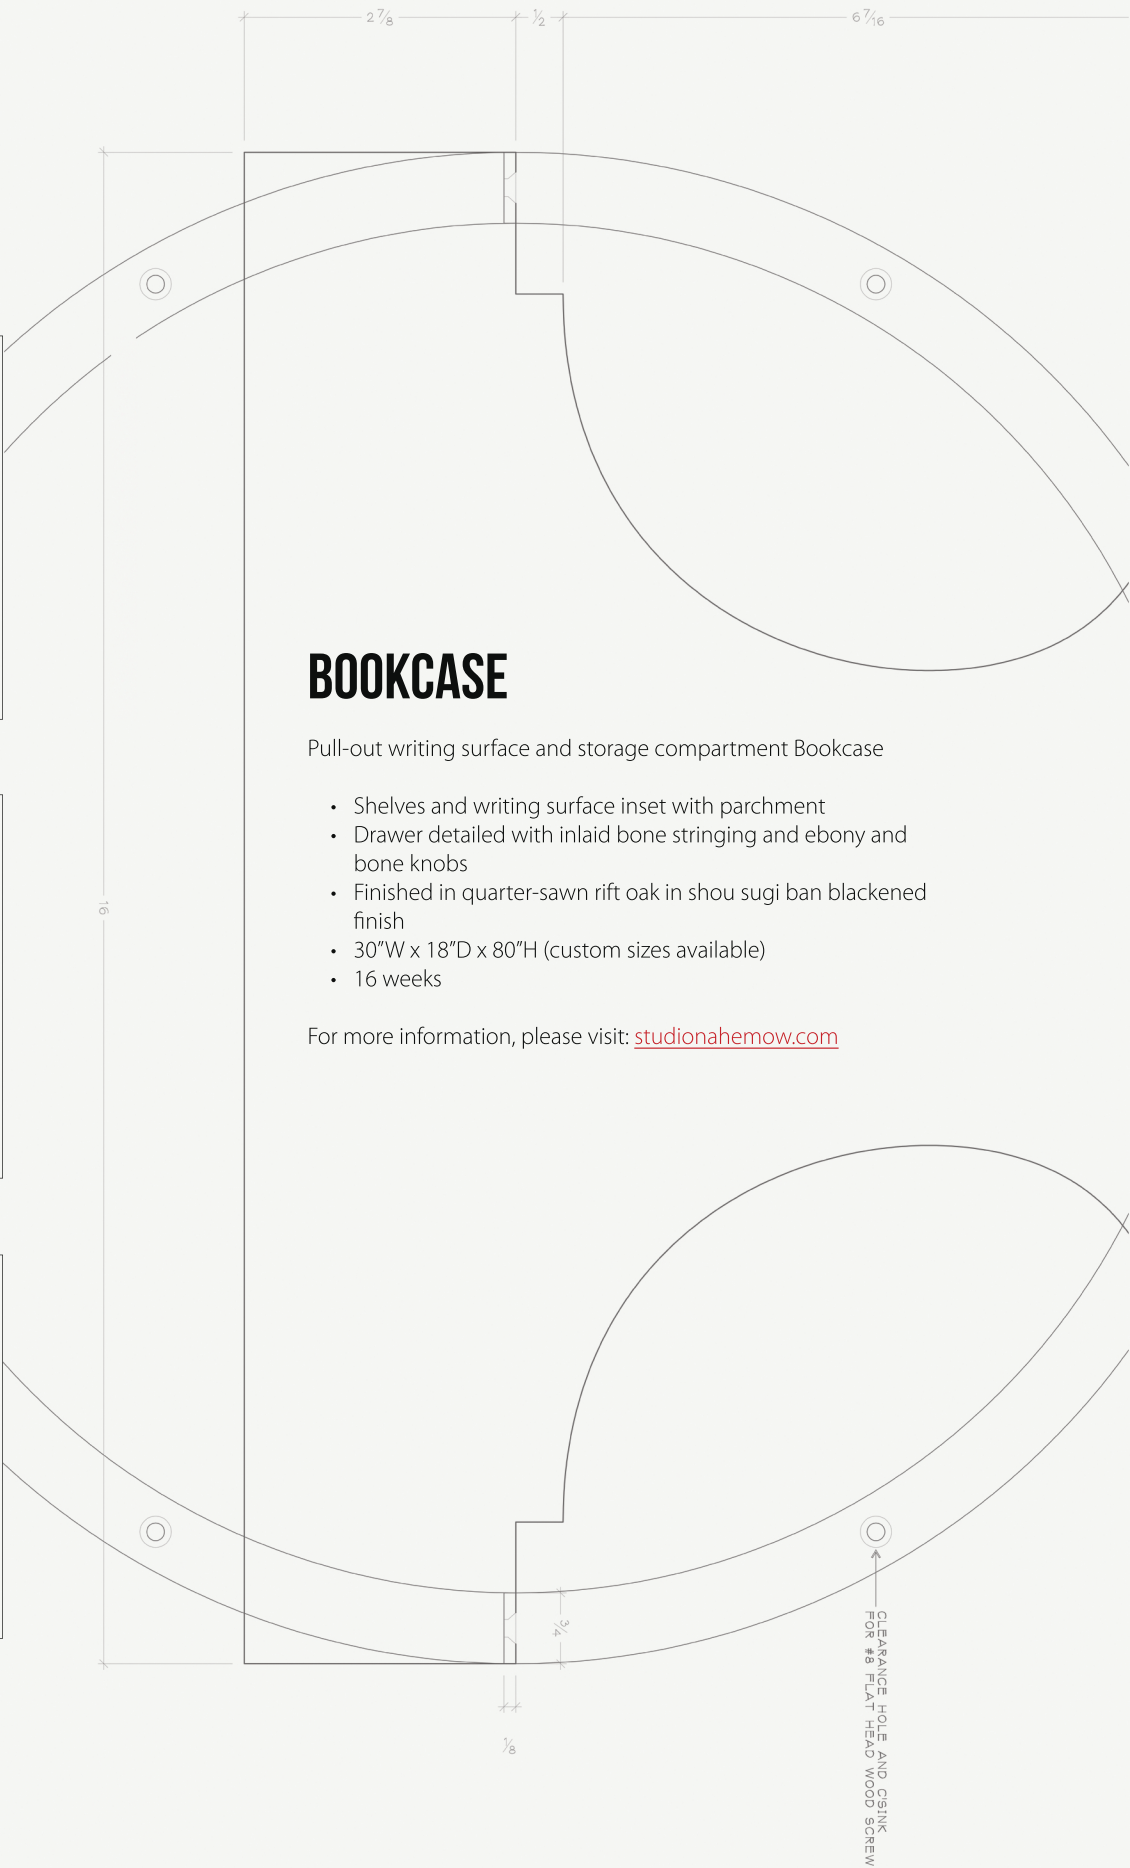 2 7/8
1/2
6 7/16
16
BOOKCASE
Pull-out writing surface and storage compartment Bookcase
• Shelves and writing surface inset with parchment
• Drawer detailed with inlaid bone stringing and ebony and
bone knobs
• Finished in quarter-sawn rift oak in shou sugi ban blackened
finish
• 30”W x 18”D x 80”H (custom sizes available)
• 16 weeks
For more information, please visit: studionahemow.com
3/4
1/8
CLEARANCE HOLE AND C'SINK
FOR #8 FLAT HEAD WOOD SCREW